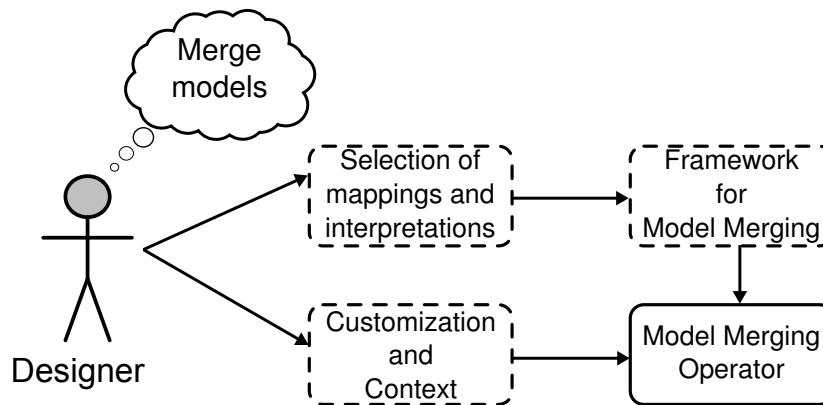 Merge
models
Selection of
mappings and
interpretations
Framework
for
Model Merging
Designer
Customization
and
Context
Model Merging
Operator